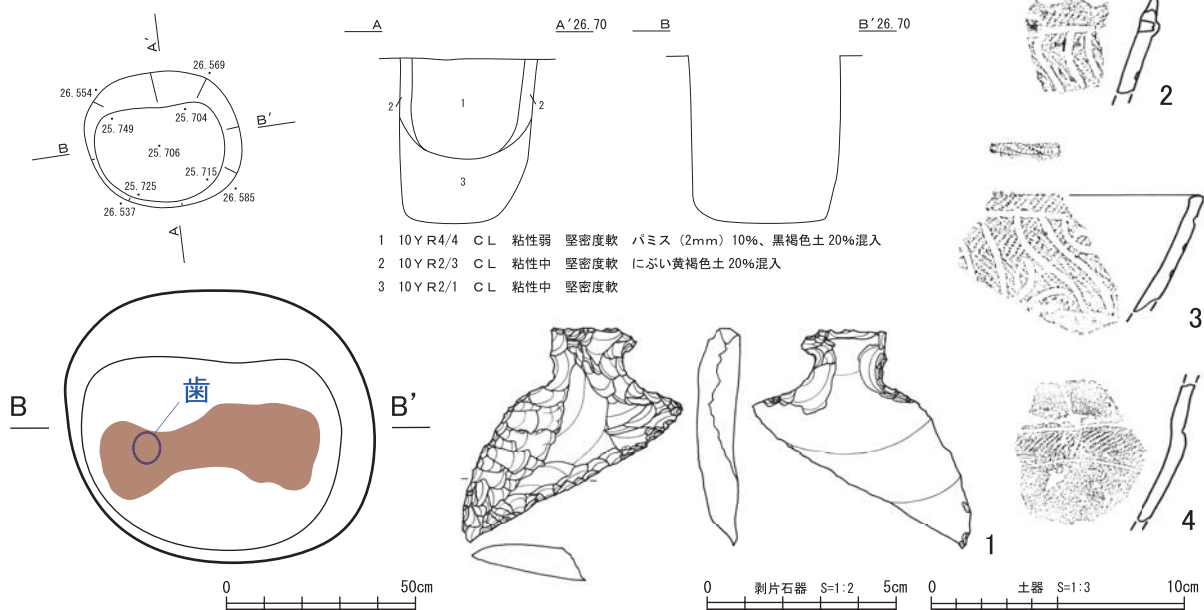 A'
26.569
26.554
25.749
25.704
25.706
B'
B
25.715
25.725
26.585
26.537
A
A A'26.70
1
2 2
3
B B'26.70
1 10YR4/4 CL 粘性弱 堅密度軟 パミス（2mm）10%、黒褐色土20%混入
2 10YR2/3 CL 粘性中 堅密度軟 にぶい黄褐色土20%混入
3 10YR2/1 CL 粘性中 堅密度軟
歯
B B'
0 50cm
1
0 剥片石器 S=1:2 5cm
2
3
4
0 土器 S=1:3 10cm